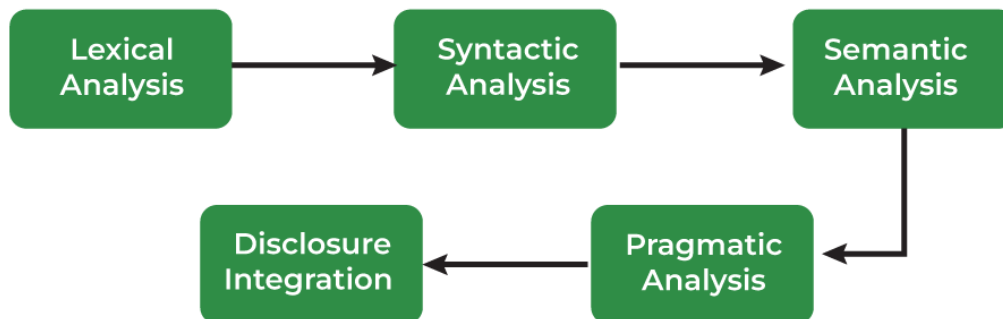 Lexical
Analysis
Syntactic
Analysis
Semantic
Analysis
Pragmatic
Analysis
Disclosure
Integration